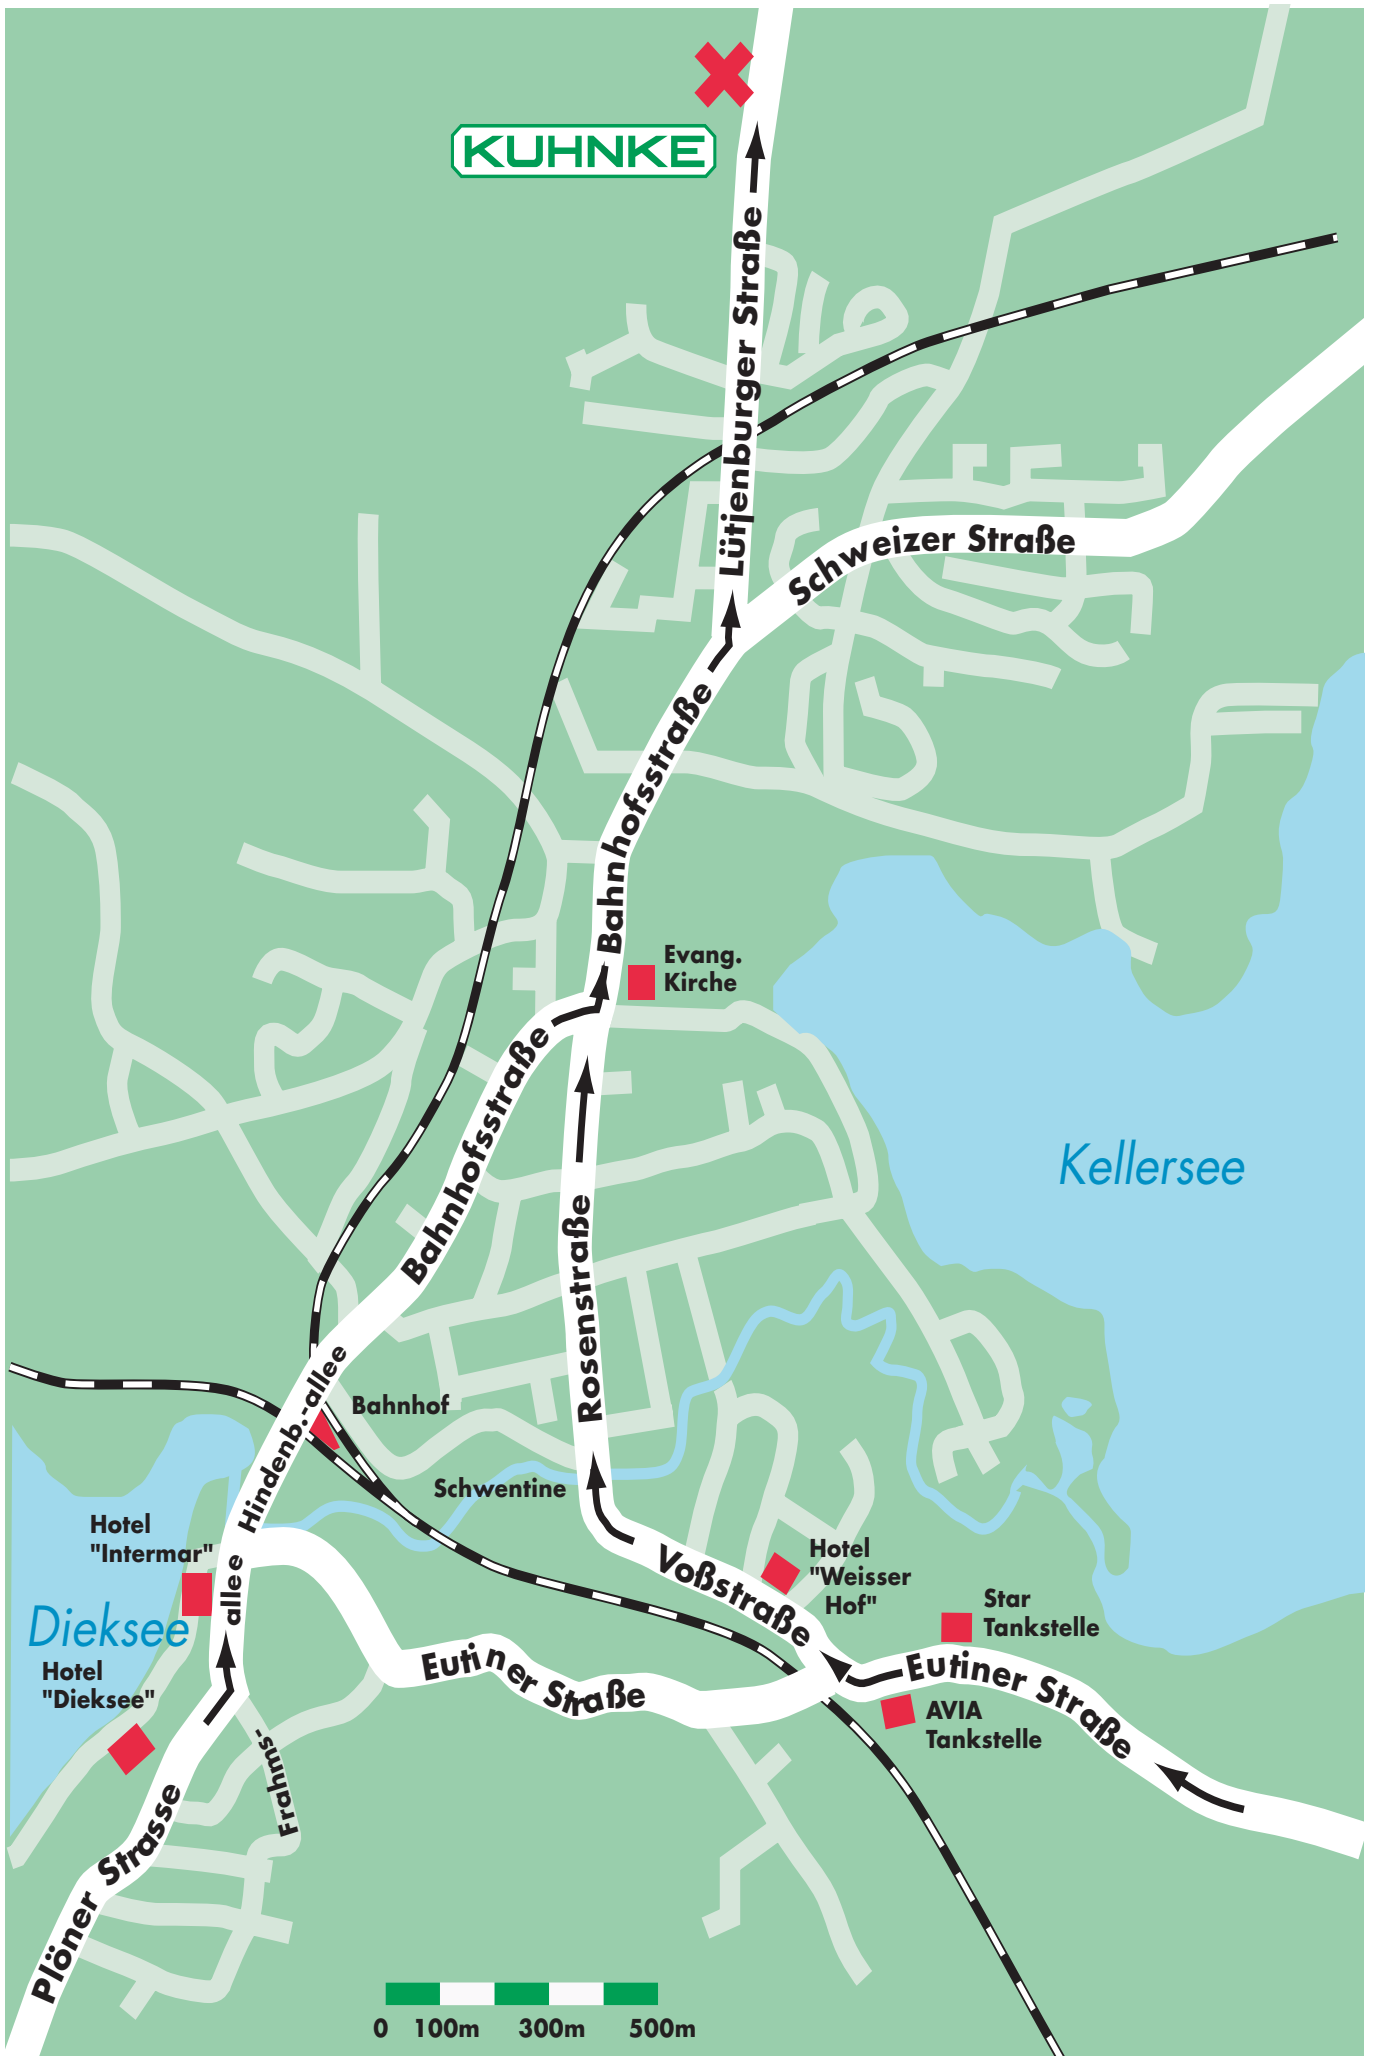 KUHNKE
Lütjenburger Straße
Schweizer Straße
Bahnhofsstraße
Evang.
Kirche
Bahnhofsstraße
Kellersee
Rosenstraße
Hindenb.-allee
Bahnhof
Schwentine
Hotel
"Intermar"
allee
Voßstraße
Hotel
"Weisser
Hof"
Star
Tankstelle
Dieksee
Hotel
"Dieksee"
Eutiner Straße
Eutiner Straße
AVIA
Tankstelle
Frahms-
Plöner Strasse
0 100m 300m 500m